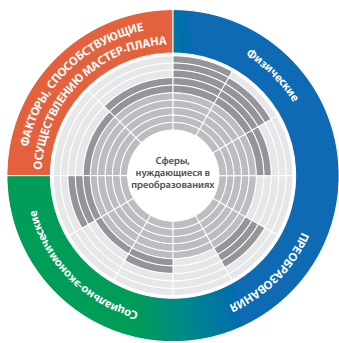 ФАКТОРЫ, СПОСОБСТВУЮЩИЕ
ОСУЩЕСТВЛЕНИЮ МАСТЕР-ПЛАНА
Физические
Сферы,
нуждающиеся в
преобразованиях
Социально-экономические
ПРЕОБРАЗОВАНИЯ